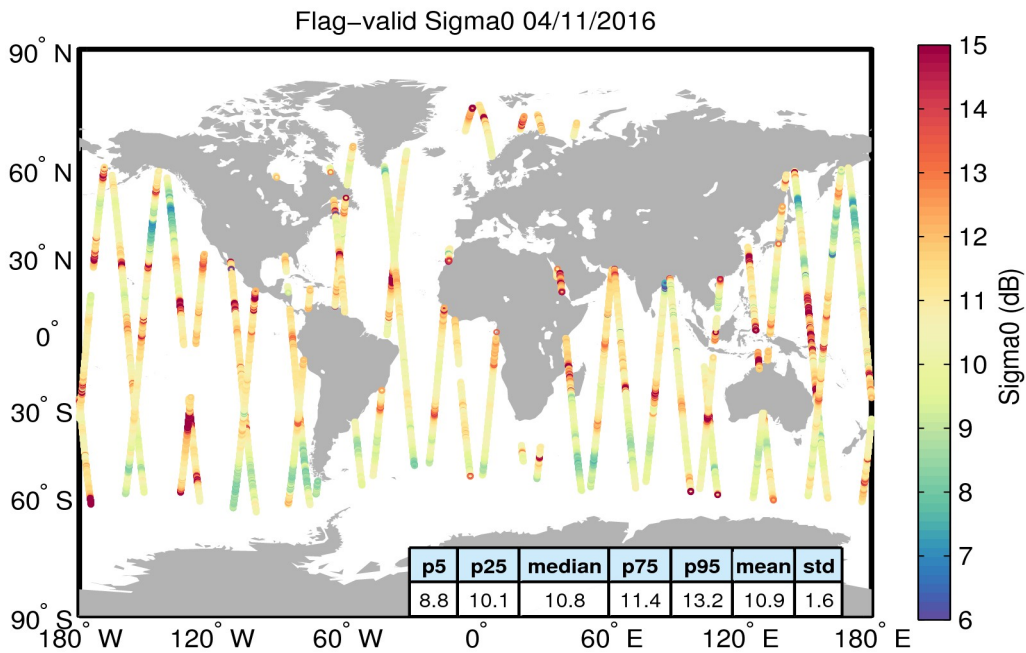 Flag−valid Sigma0 04/11/2016
90° N
60° N
30° N
0°
30° S
60° S
90° S
180° W
120° W
60° W
0°
60° E
120° E
180° E
p5 p25 median p75 p95 mean std
8.8 10.1 10.8 11.4 13.2 10.9 1.6
15
14
13
12
11
10
9
8
7
6
Sigma0 (dB)